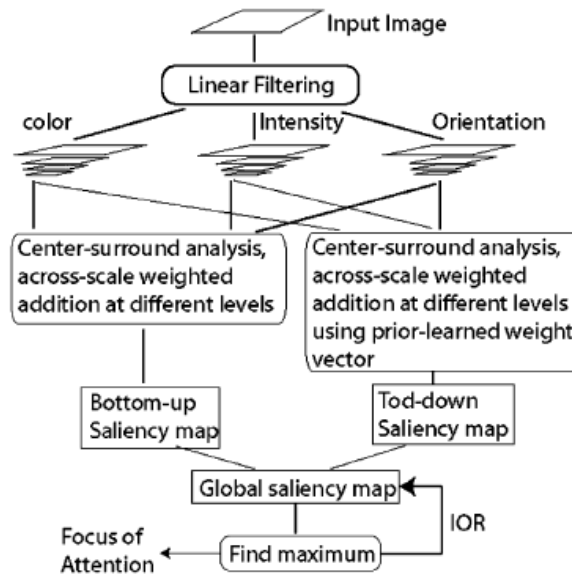 Input Image
Linear Filtering
color
Intensity
Orientation
Center-surround analysis,
across-scale weighted
addition at different levels
Center-surround analysis,
across-scale weighted
addition at different levels
using prior-learned weight
vector
Bottom-up
Saliency map
Tod-down
Saliency map
Global saliency map
IOR
Focus of
Attention
Find maximum